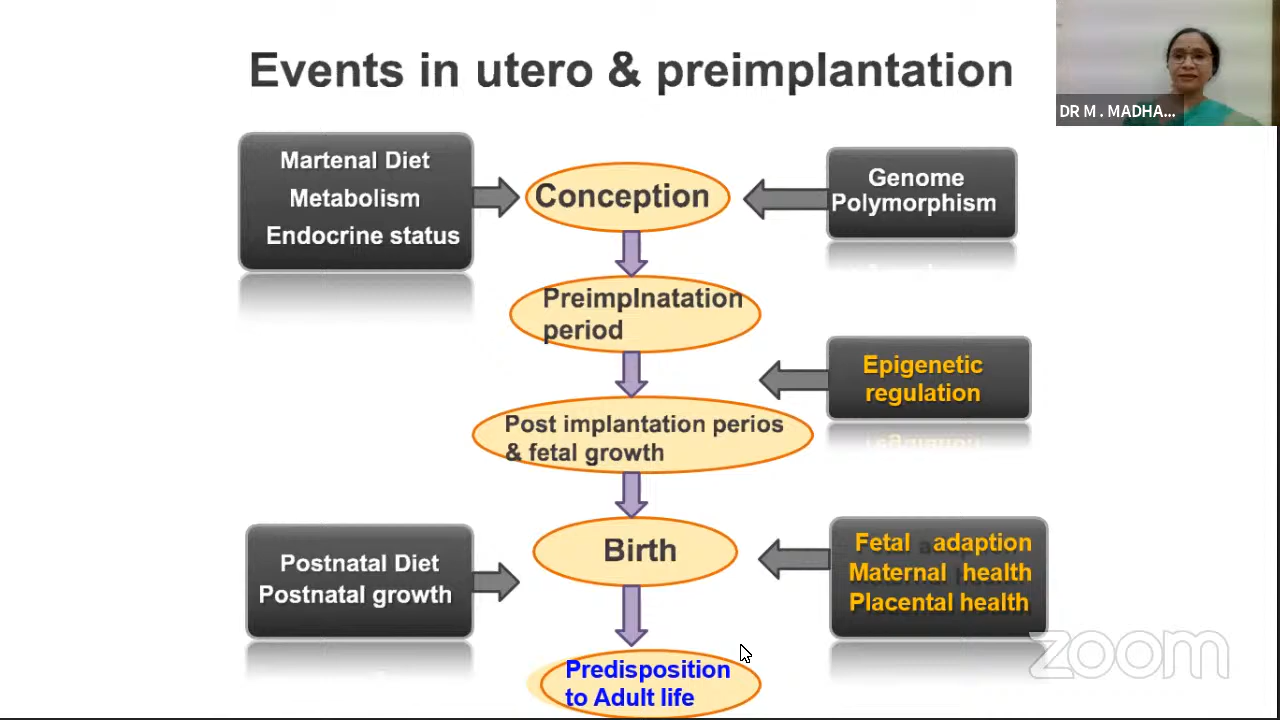 Events in utero & preimplantation
DR M . MADHA...
Martenal Diet
Metabolism
Endocrine status
Conception
Genome
Polymorphism
Preimplnatation
period
Epigenetic
regulation
Post implantation perios
& fetal growth
Postnatal Diet
Postnatal growth
Birth
Fetal adaption
Maternal health
Placental health
Predisposition
to Adult life
zoom